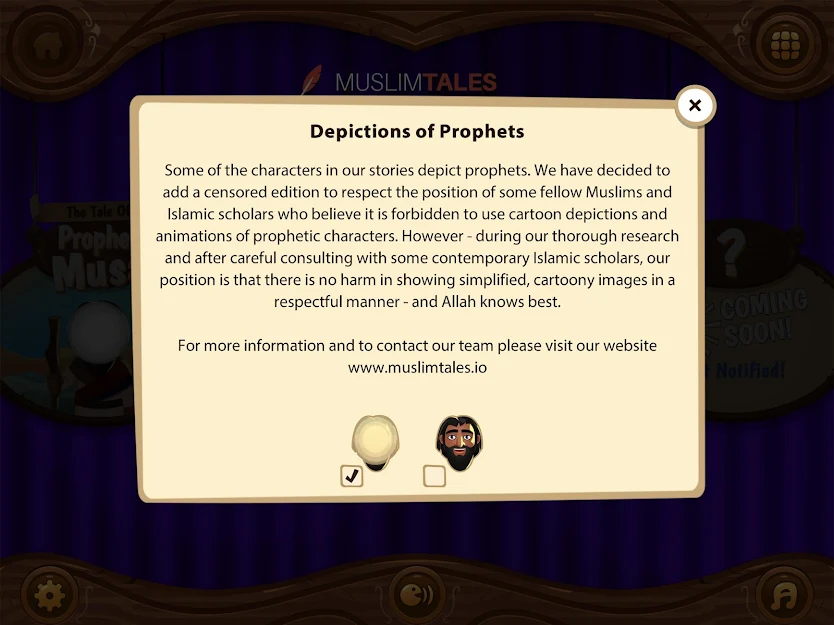 MUSLIMTALES
Depictions of Prophets
Some of the characters in our stories depict prophets. We have decided to
add a censored edition to respect the position of some fellow Muslims and
Islamic scholars who believe it is forbidden to use cartoon depictions and
animations of prophetic characters. However - during our thorough research
and after careful consulting with some contemporary Islamic scholars, our
position is that there is no harm in showing simplified, cartoony images in a
respectful manner - and Allah knows best.
For more information and to contact our team please visit our website
www.muslimtales.io
The Tale
?
COMING
SOON!
Notified!